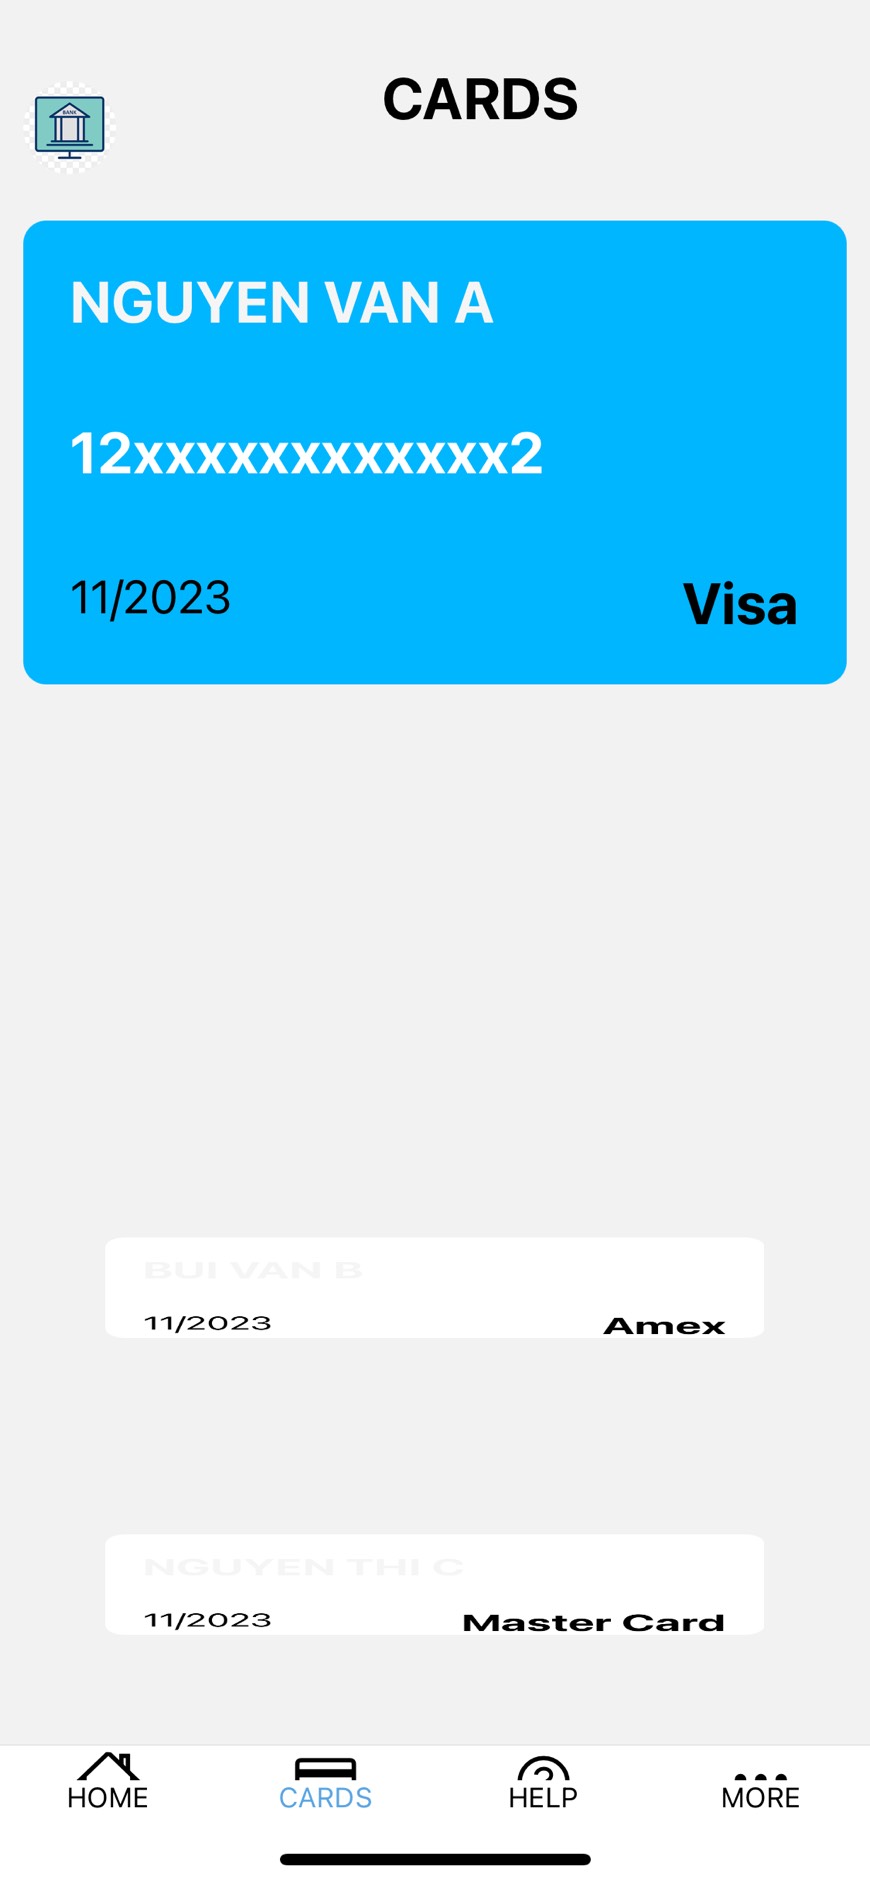 CARDS
BANK
NGUYEN VAN A
12xxxxxxxxxxxx2
11/2023
Visa
BUI VAN B
11/2023
Amex
NGUYEN THI C
11/2023
Master Card
HOME
CARDS
HELP
MORE